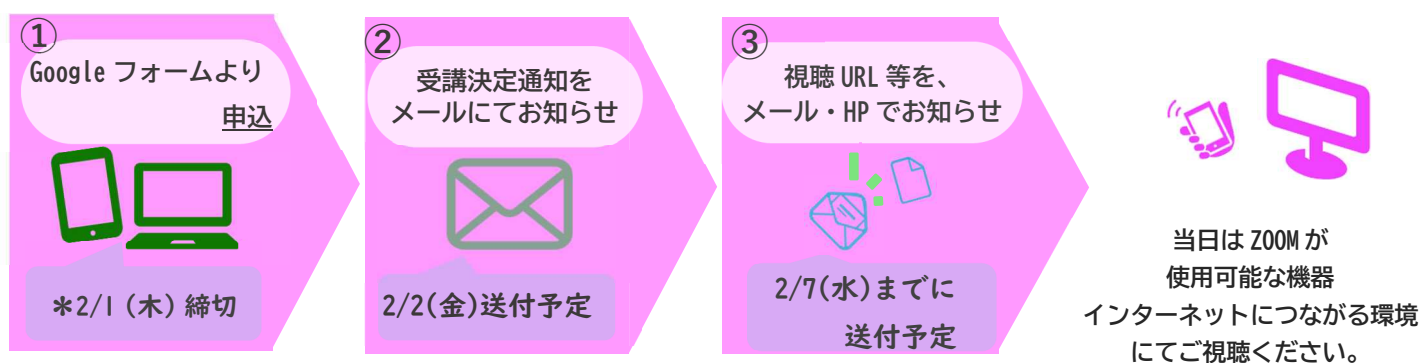 ①
Google フォームより
申込
＊2/1 (木) 締切
②
受講決定通知を
メールにてお知らせ
2/2(金)送付予定
③
視聴 URL 等を、
メール・HP でお知らせ
2/7(水)までに
送付予定
当日は ZOOM が
使用可能な機器
インターネットにつながる環境
にてご視聴ください。